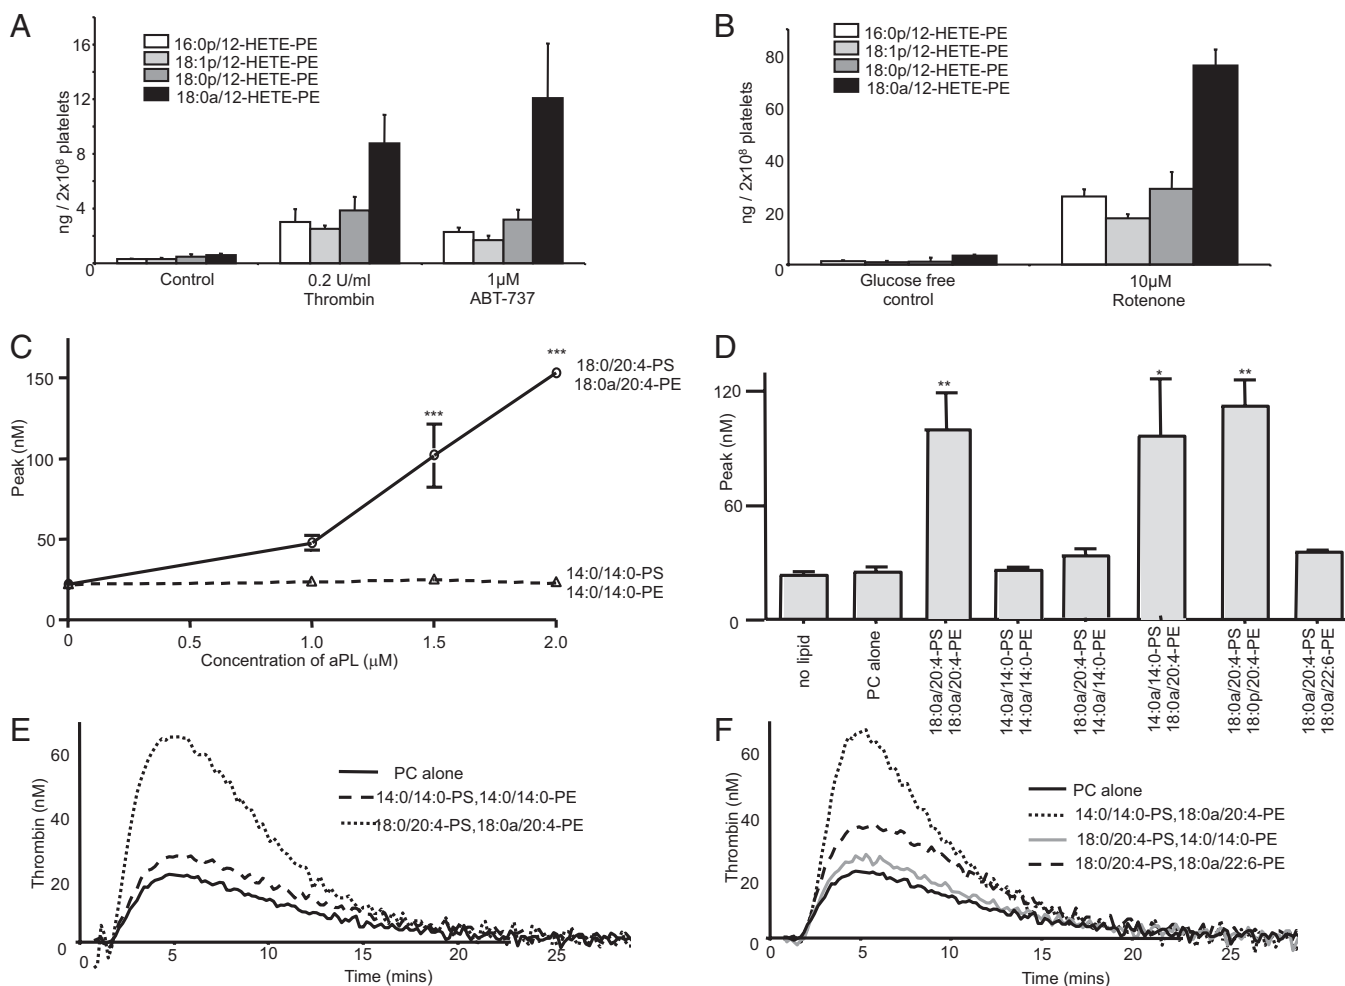 A
ng / 2x10⁸ platelets
16
12
8
4
0
16:0p/12-HETE-PE
18:1p/12-HETE-PE
18:0p/12-HETE-PE
18:0a/12-HETE-PE
Control
0.2 U/ml
Thrombin
1µM
ABT-737
B
ng / 2x10⁸ platelets
80
60
40
20
0
16:0p/12-HETE-PE
18:1p/12-HETE-PE
18:0p/12-HETE-PE
18:0a/12-HETE-PE
Glucose free
control
10µM
Rotenone
C
Peak (nM)
150
100
50
0
***
***
18:0/20:4-PS
18:0a/20:4-PE
14:0/14:0-PS
14:0/14:0-PE
0
0.5
1.0
1.5
2.0
Concentration of aPL (µM)
D
Peak (nM)
120
60
0
**
*
**
no lipid
PC alone
18:0a/20:4-PS
18:0a/20:4-PE
14:0a/14:0-PS
14:0a/14:0-PE
18:0a/20:4-PS
14:0a/14:0-PE
14:0a/14:0-PS
18:0a/20:4-PE
18:0a/20:4-PS
18:0p/20:4-PE
18:0a/20:4-PS
18:0a/22:6-PE
E
Thrombin (nM)
60
40
20
0
PC alone
14:0/14:0-PS,14:0/14:0-PE
18:0/20:4-PS,18:0a/20:4-PE
0
5
10
15
20
25
Time (mins)
F
Thrombin (nM)
60
40
20
0
PC alone
14:0/14:0-PS,18:0a/20:4-PE
18:0/20:4-PS,14:0/14:0-PE
18:0/20:4-PS,18:0a/22:6-PE
0
5
10
15
20
25
Time (mins)